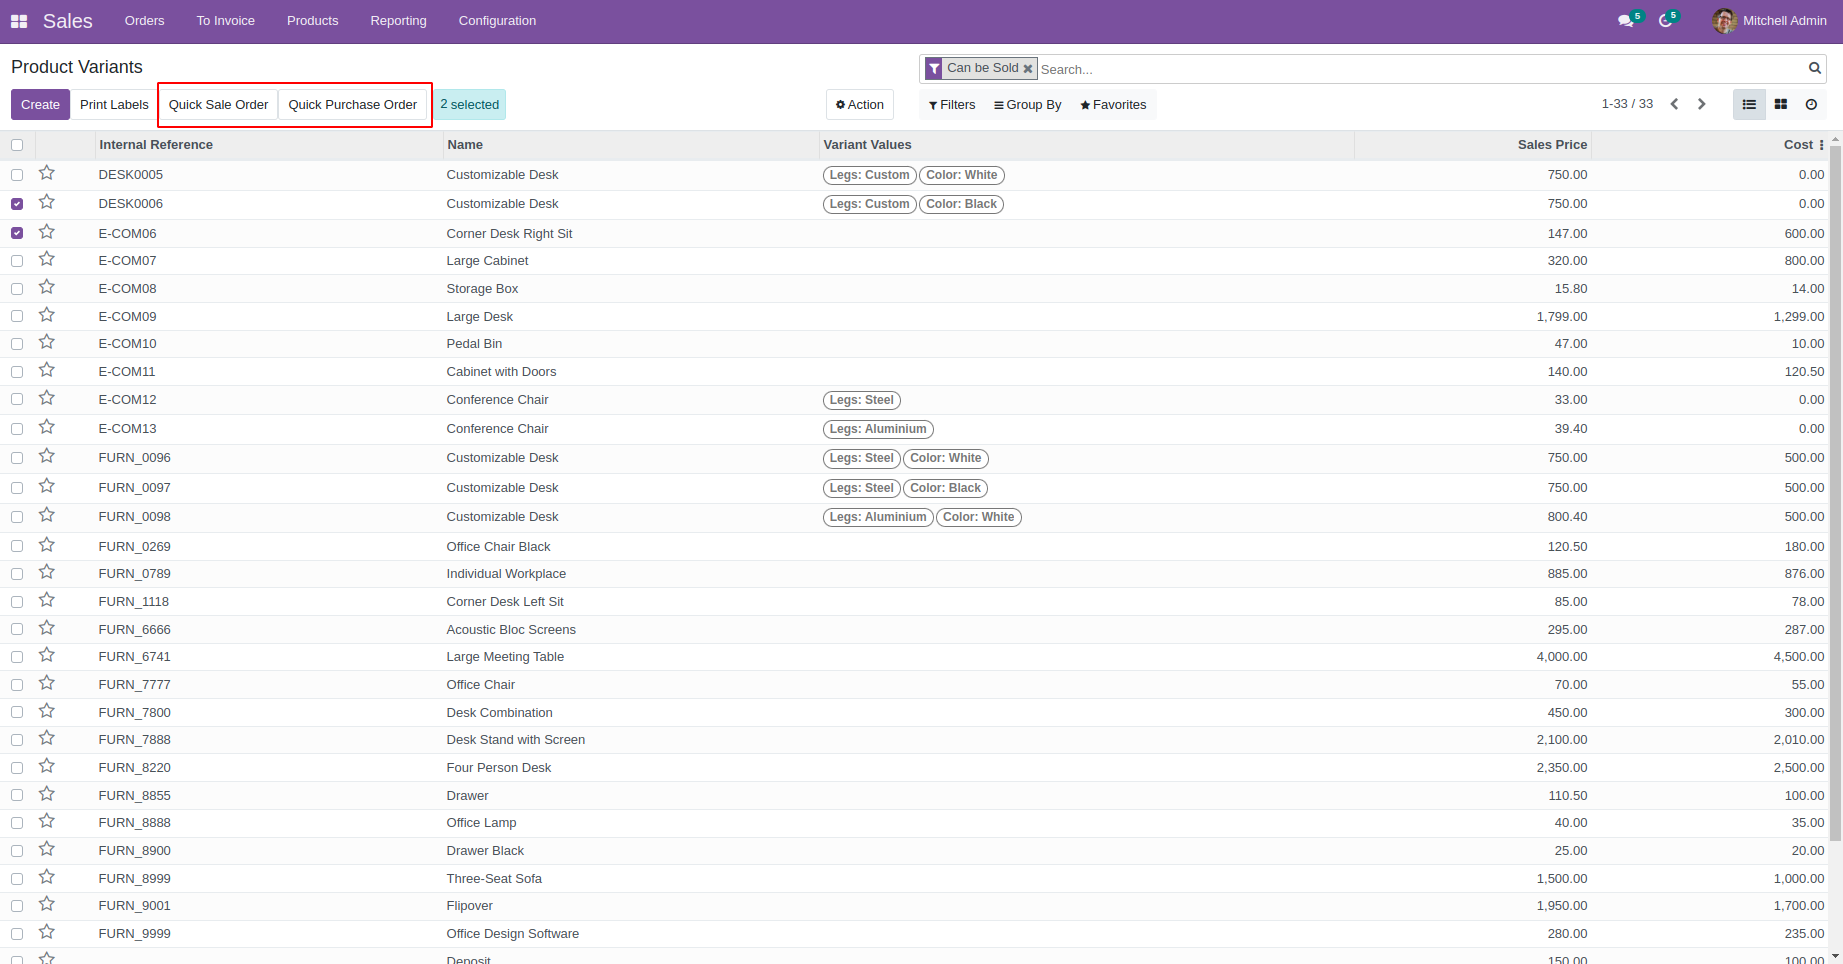 Sales Orders To Invoice Products Reporting Configuration 5 5 Mitchell Admin
Product Variants Can be Sold Search...
Create Print Labels Quick Sale Order Quick Purchase Order 2 selected Action Filters Group By Favorites 1-33 / 33
Internal Reference Name Variant Values Sales Price Cost
DESK0005 Customizable Desk Legs: Custom Color: White 750.00 0.00
DESK0006 Customizable Desk Legs: Custom Color: Black 750.00 0.00
E-COM06 Corner Desk Right Sit 147.00 600.00
E-COM07 Large Cabinet 320.00 800.00
E-COM08 Storage Box 15.80 14.00
E-COM09 Large Desk 1,799.00 1,299.00
E-COM10 Pedal Bin 47.00 10.00
E-COM11 Cabinet with Doors 140.00 120.50
E-COM12 Conference Chair Legs: Steel 33.00 0.00
E-COM13 Conference Chair Legs: Aluminium 39.40 0.00
FURN_0096 Customizable Desk Legs: Steel Color: White 750.00 500.00
FURN_0097 Customizable Desk Legs: Steel Color: Black 750.00 500.00
FURN_0098 Customizable Desk Legs: Aluminium Color: White 800.40 500.00
FURN_0269 Office Chair Black 120.50 180.00
FURN_0789 Individual Workplace 885.00 876.00
FURN_1118 Corner Desk Left Sit 85.00 78.00
FURN_6666 Acoustic Bloc Screens 295.00 287.00
FURN_6741 Large Meeting Table 4,000.00 4,500.00
FURN_7777 Office Chair 70.00 55.00
FURN_7800 Desk Combination 450.00 300.00
FURN_7888 Desk Stand with Screen 2,100.00 2,010.00
FURN_8220 Four Person Desk 2,350.00 2,500.00
FURN_8855 Drawer 110.50 100.00
FURN_8888 Office Lamp 40.00 35.00
FURN_8900 Drawer Black 25.00 20.00
FURN_8999 Three-Seat Sofa 1,500.00 1,000.00
FURN_9001 Flipover 1,950.00 1,700.00
FURN_9999 Office Design Software 280.00 235.00
Deposit 150.00 100.00